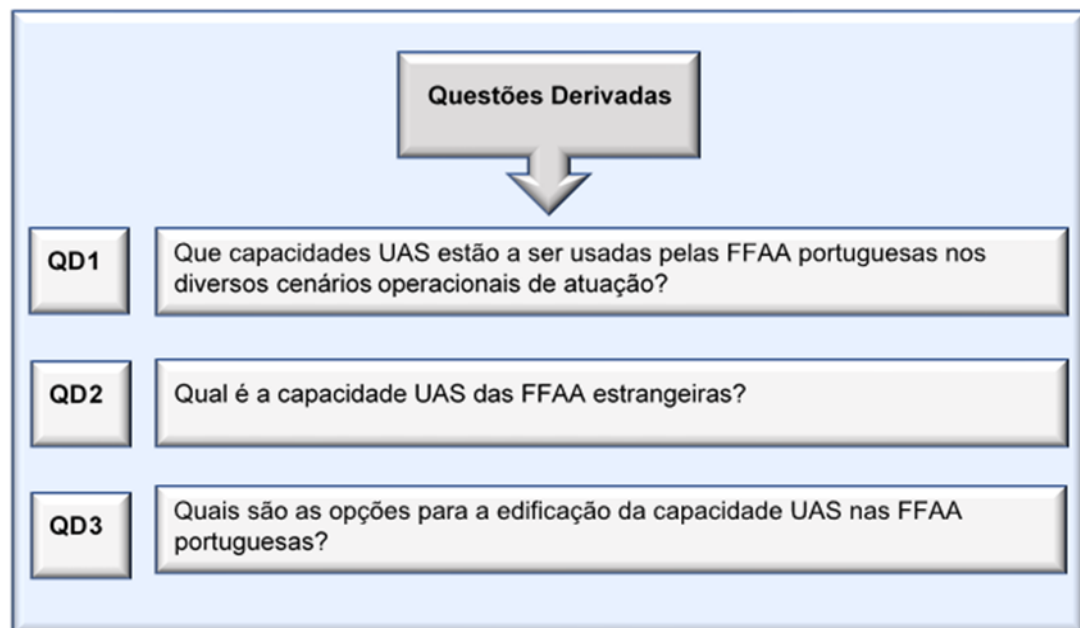 Questões Derivadas
QD1
Que capacidades UAS estão a ser usadas pelas FFAA portuguesas nos
diversos cenários operacionais de atuação?
QD2
Qual é a capacidade UAS das FFAA estrangeiras?
QD3
Quais são as opções para a edificação da capacidade UAS nas FFAA
portuguesas?